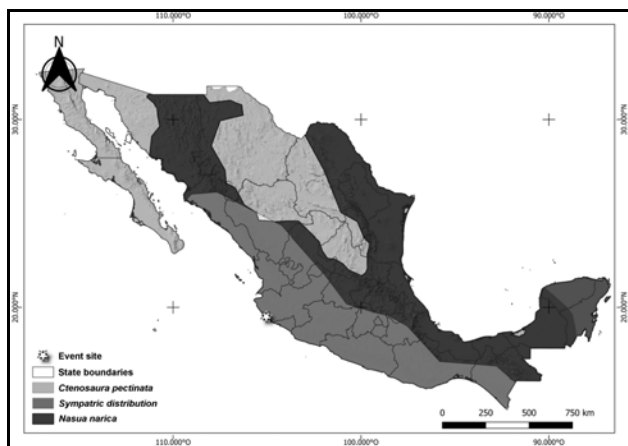 110.000°O
100.000°O
90.000°O
N
30.000°N
30.000°N
20.000°N
20.000°N
Event site
State boundaries
Ctenosaura pectinata
Sympatric distribution
Nasua narica
0 250 500 750 km
110.000°O
100.000°O
90.000°O